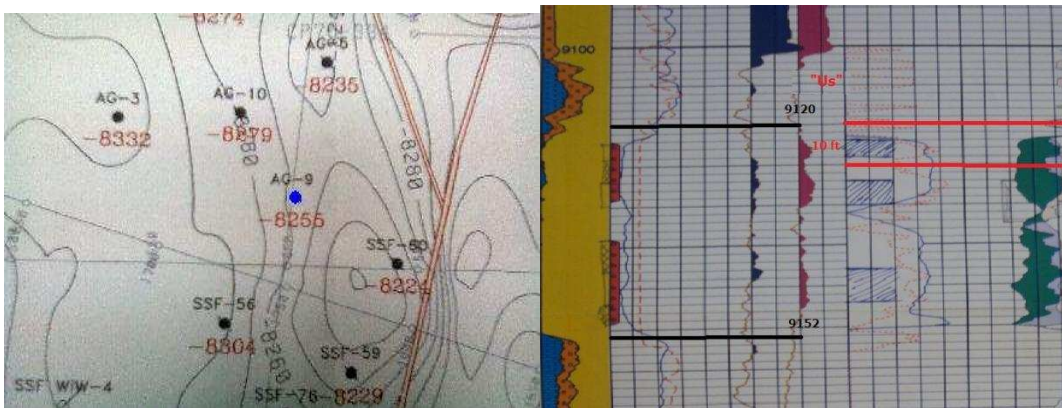 -8274
AG-5
-8235
AG-3
-8332
AG-10
-8279
-8280
AG-9
-8255
SSF-60
-8224
SSF-56
-8304
-8260
SSF-59
-8229
SSF-76
SSF WIW-4
9100
"Us"
9120
10 ft
9152